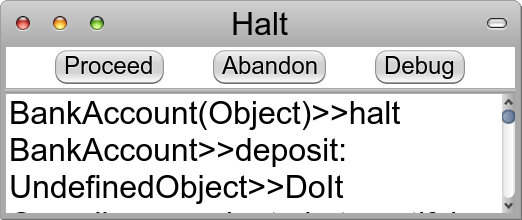 Halt
Proceed Abandon Debug
BankAccount(Object)>>halt
BankAccount>>deposit:
UndefinedObject>>DoIt